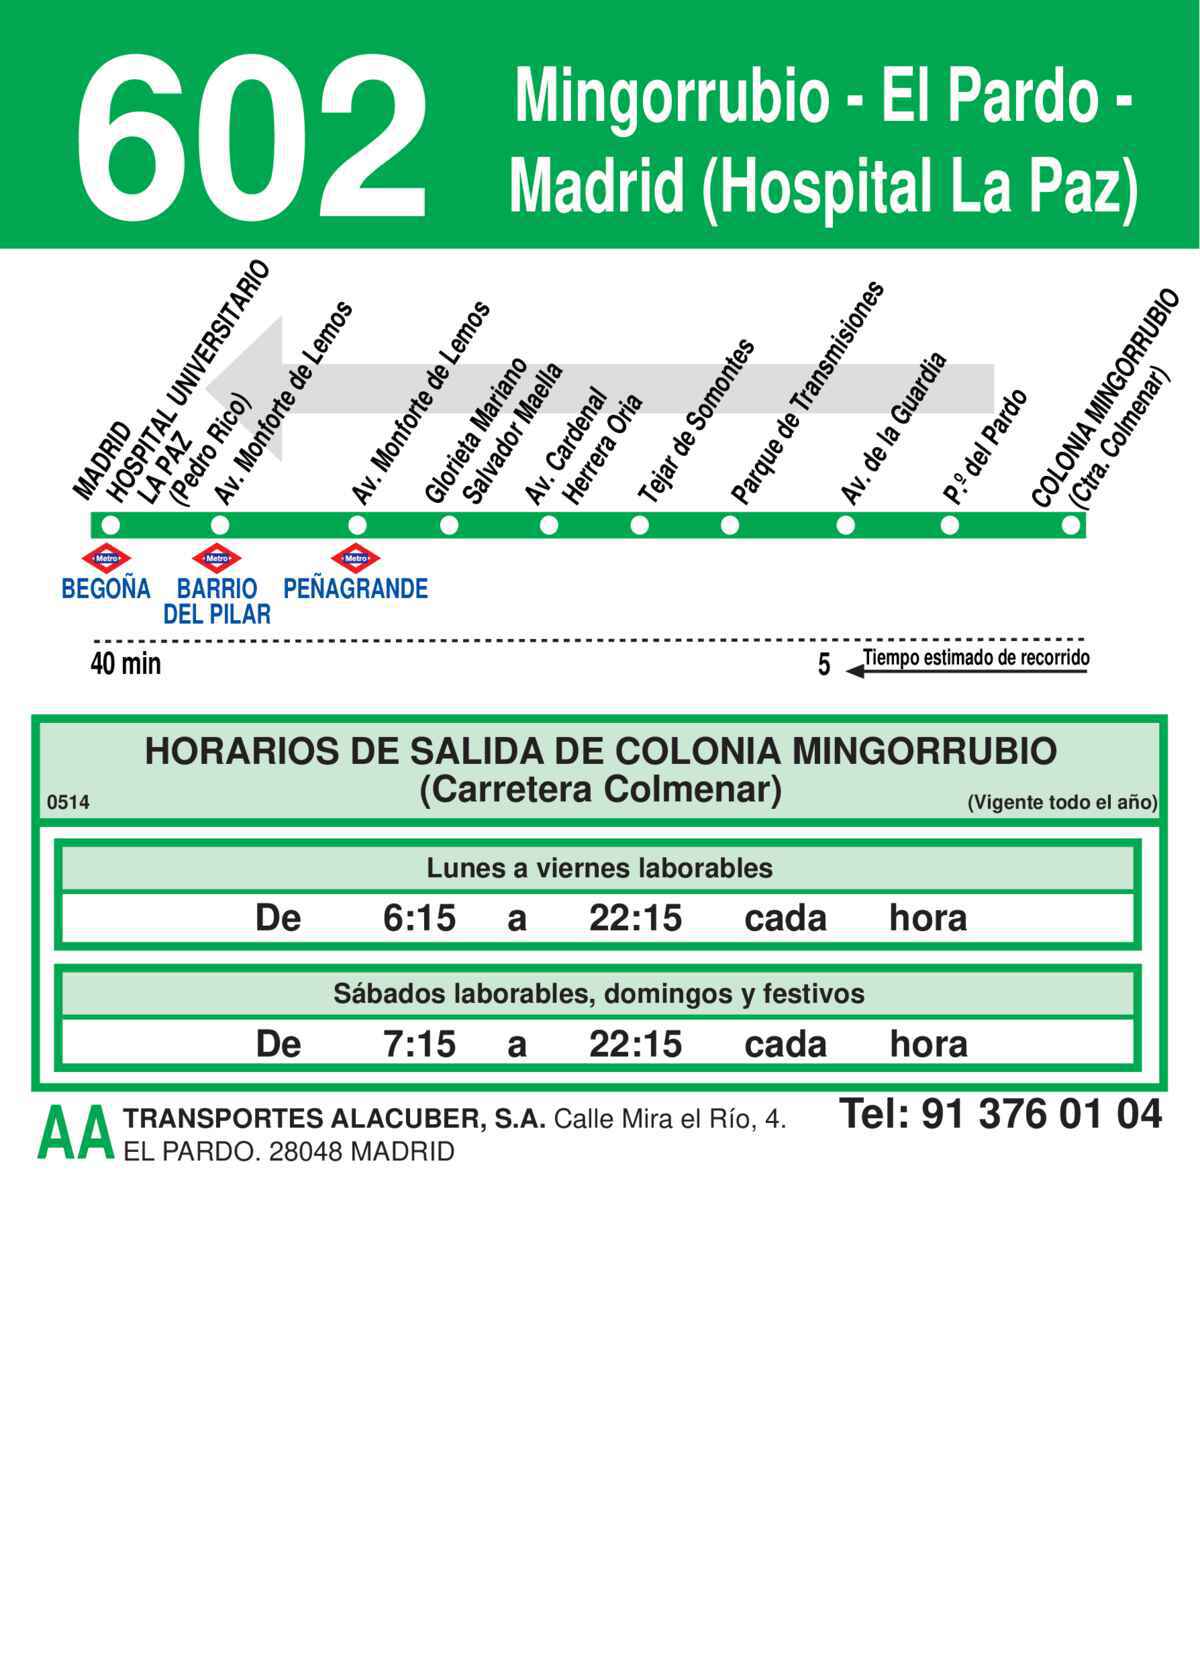 602
Mingorrubio - El Pardo -
Madrid (Hospital La Paz)
MADRID
HOSPITAL UNIVERSITARIO
LA PAZ
(Pedro Rico)
Av. Monforte de Lemos
Av. Monforte de Lemos
Glorieta Mariano
Salvador Maella
Av. Cardenal
Herrera Oria
Tejar de Somontes
Parque de Transmisiones
Av. de la Guardia
P.º del Pardo
COLONIA MINGORRUBIO
(Ctra. Colmenar)
Metro Metro Metro
BEGOÑA BARRIO PEÑAGRANDE
DEL PILAR
40 min 5 Tiempo estimado de recorrido
HORARIOS DE SALIDA DE COLONIA MINGORRUBIO
(Carretera Colmenar)
0514 (Vigente todo el año)
Lunes a viernes laborables
De 6:15 a 22:15 cada hora
Sábados laborables, domingos y festivos
De 7:15 a 22:15 cada hora
AA TRANSPORTES ALACUBER, S.A. Calle Mira el Río, 4. Tel: 91 376 01 04
EL PARDO. 28048 MADRID